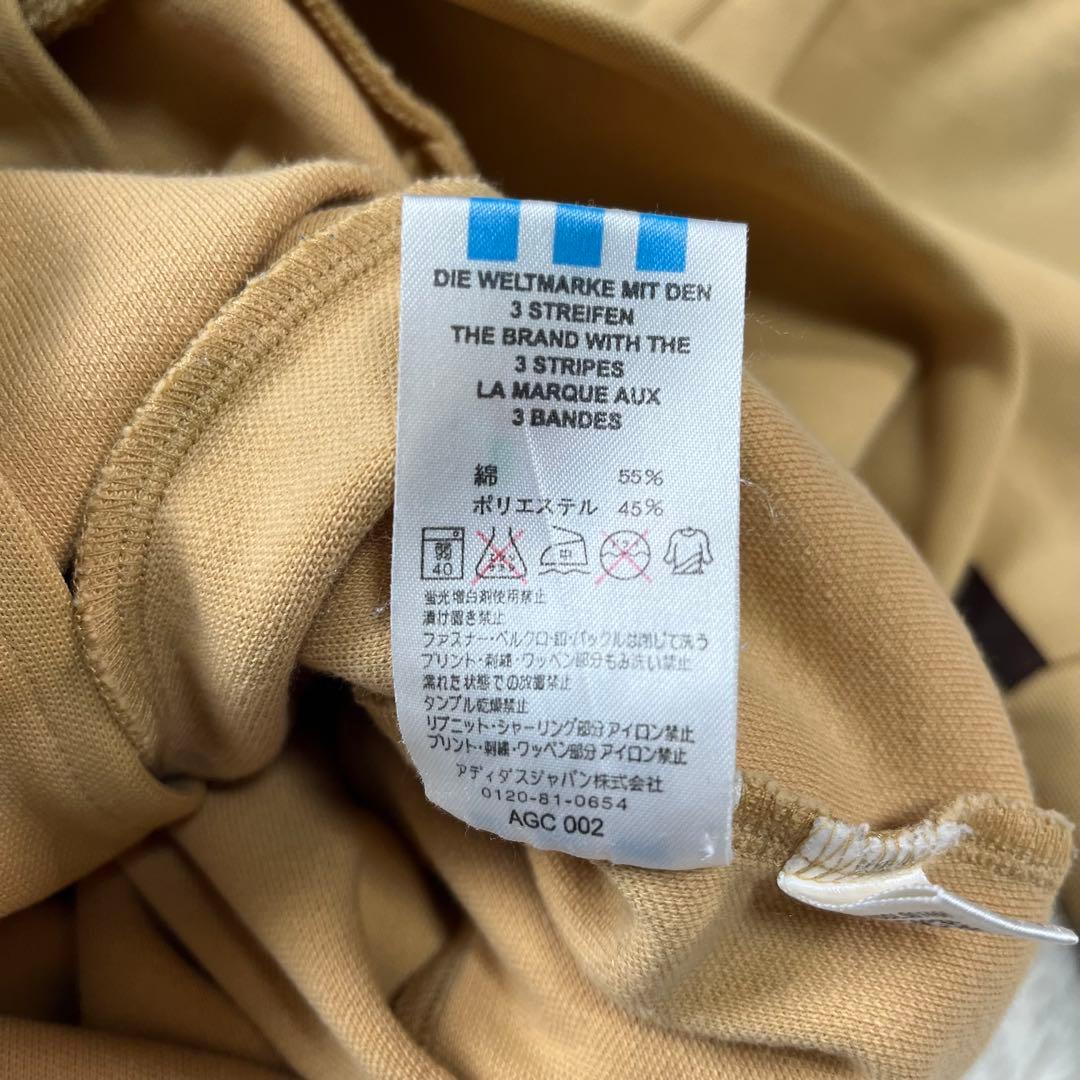 DIE WELTMARKE MIT DEN
3 STREIFEN
THE BRAND WITH THE
3 STRIPES
LA MARQUE AUX
3 BANDES
綿 55%
ポリエステル 45%
40
中
蛍光増白剤使用禁止
漬け置き禁止
ファスナー・ベルクロ・釦・バックルは閉じて洗う
プリント・刺繍・ワッペン部分もみ洗い禁止
濡れた状態での放置禁止
タンブル乾燥禁止
リブニット・シャーリング部分アイロン禁止
プリント・刺繍・ワッペン部分アイロン禁止
アディダスジャパン株式会社
0120-81-0654
AGC 002